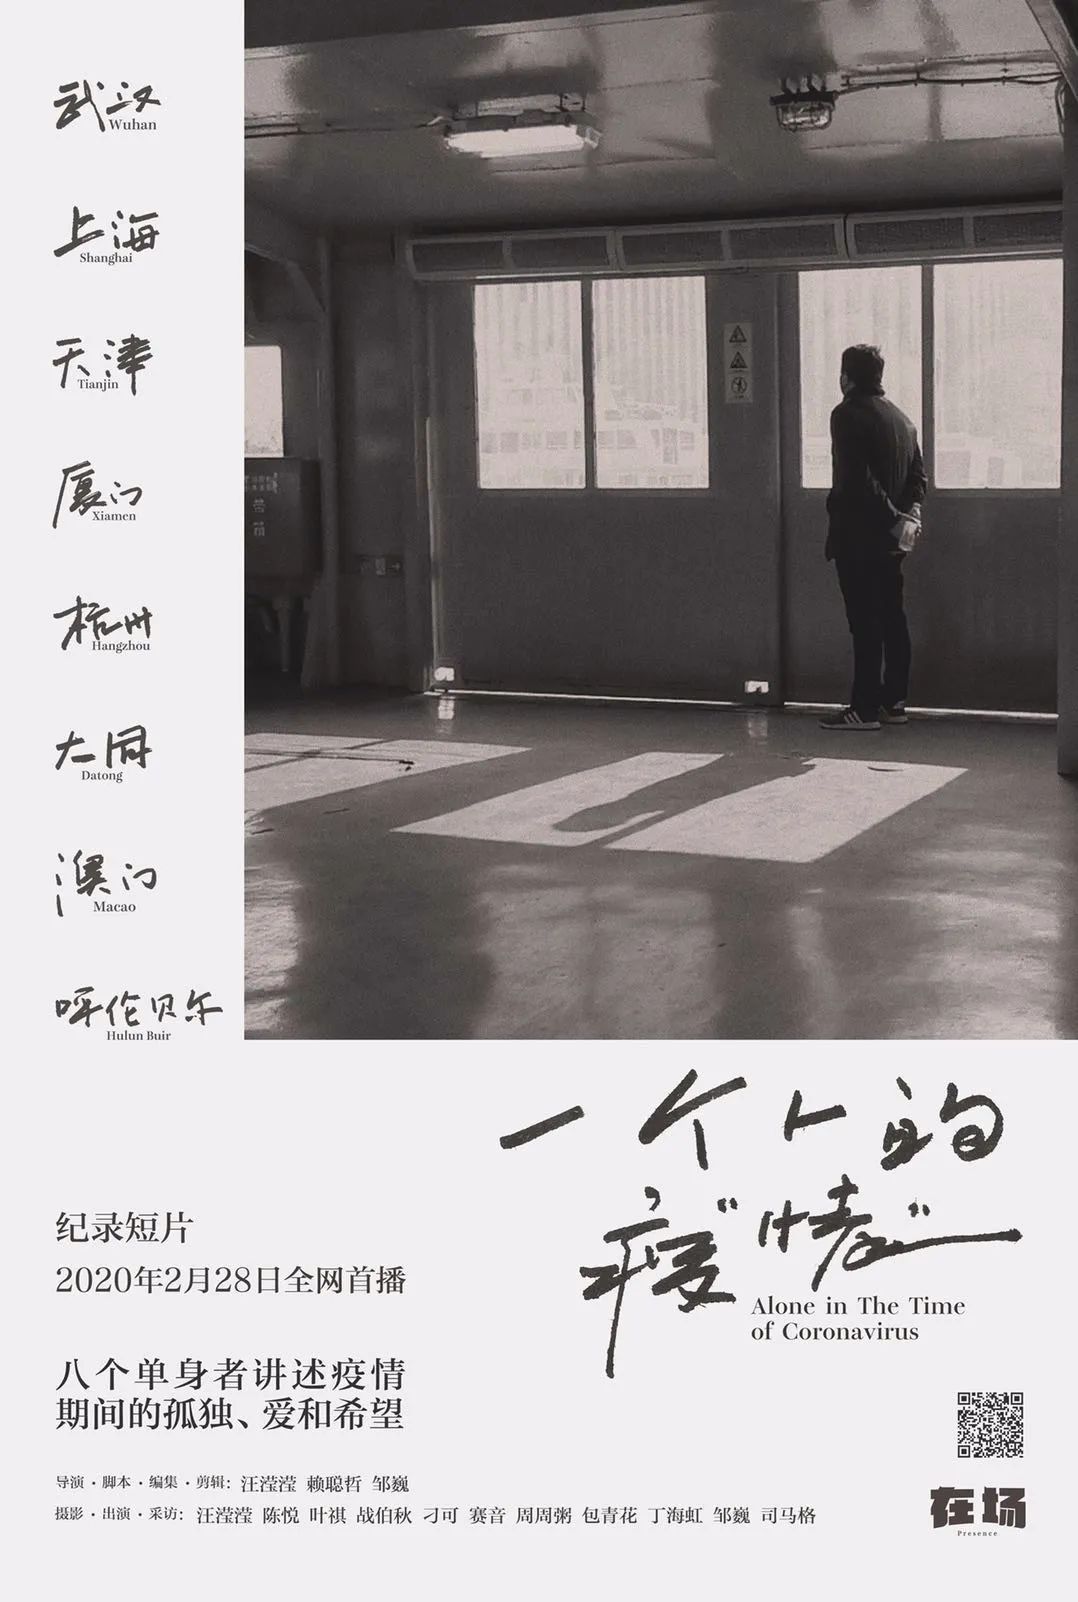 武汉
Wuhan
上海
Shanghai
天津
Tianjin
厦门
Xiamen
杭州
Hangzhou
大同
Datong
澳门
Macao
呼伦贝尔
Hulun Buir
一个人的
疫“情”
Alone in The Time
of Coronavirus
纪录短片
2020年2月28日全网首播
八个单身者讲述疫情
期间的孤独、爱和希望
导演·脚本·编集·剪辑：汪滢滢 赖聪哲 邹巍
摄影·出演·采访：汪滢滢 陈悦 叶祺 战伯秋 刁可 赛音 周周粥 包青花 丁海虹 邹巍 司马格
在场
Presence